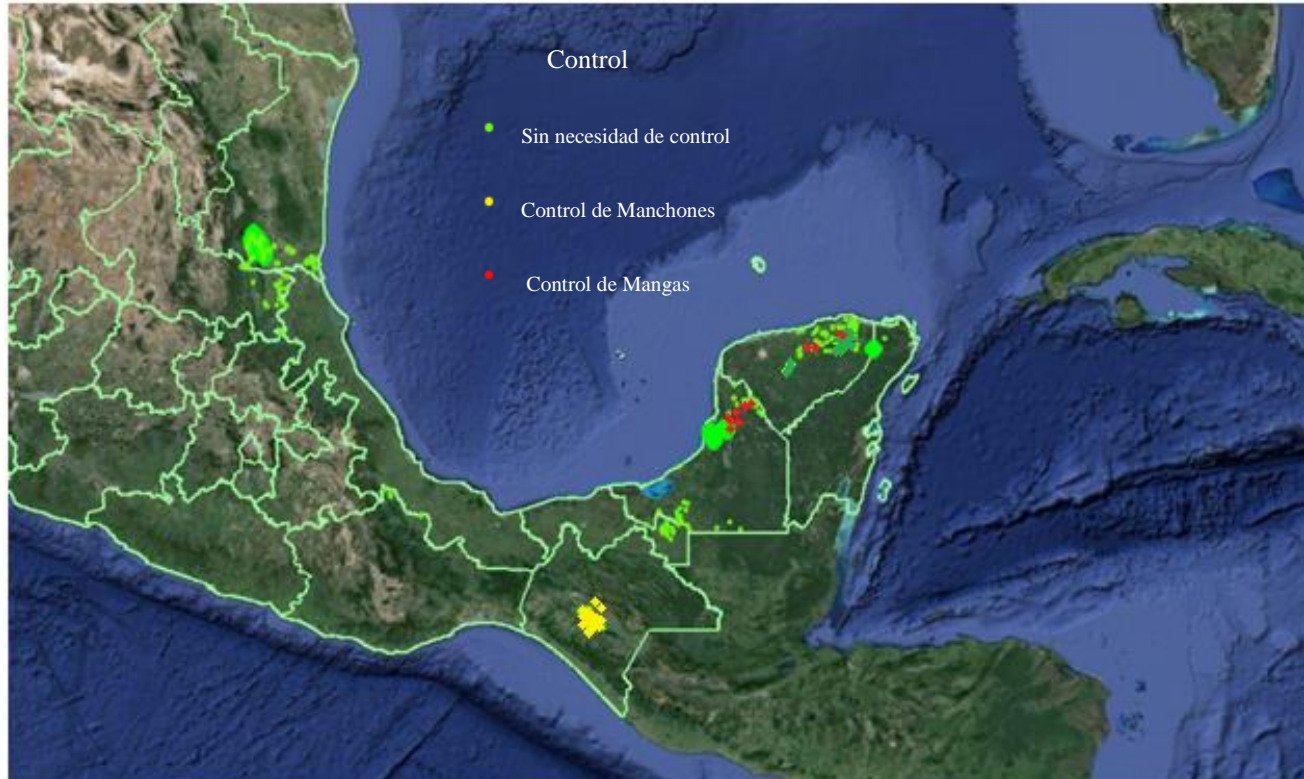 Control
Sin necesidad de control
Control de Manchones
Control de Mangas